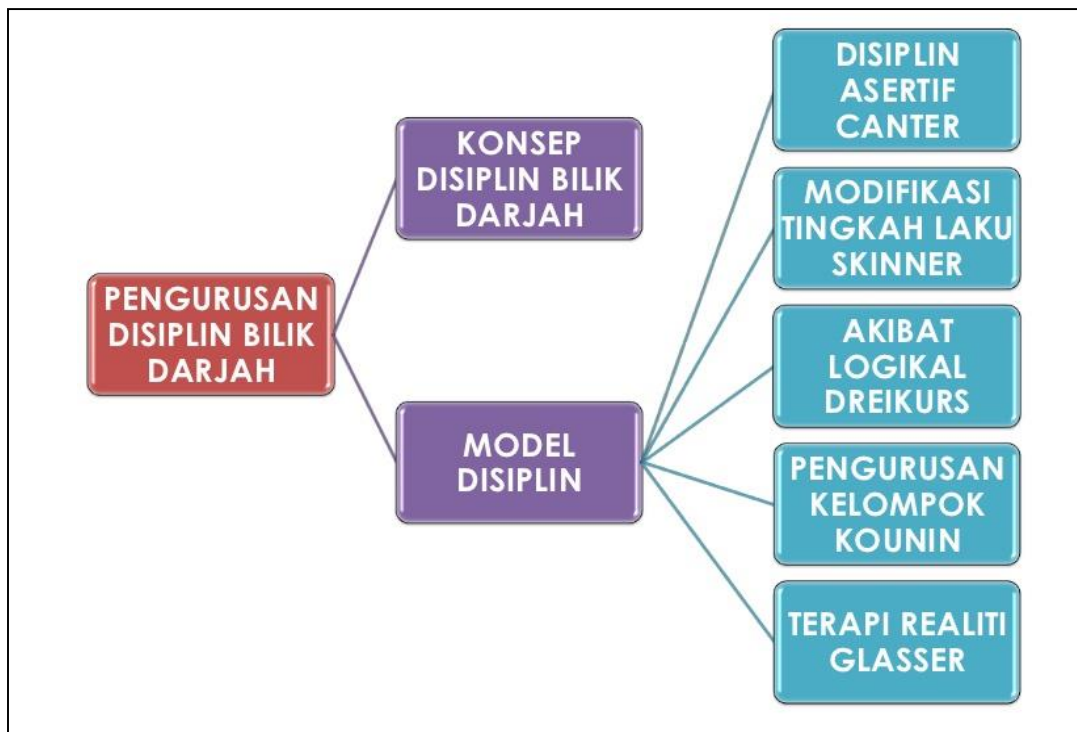 PENGURUSAN
DISIPLIN BILIK
DARJAH
KONSEP
DISIPLIN BILIK
DARJAH
MODEL
DISIPLIN
DISIPLIN
ASERTIF
CANTER
MODIFIKASI
TINGKAH LAKU
SKINNER
AKIBAT
LOGIKAL
DREIKURS
PENGURUSAN
KELOMPOK
KOUNIN
TERAPI REALITI
GLASSER